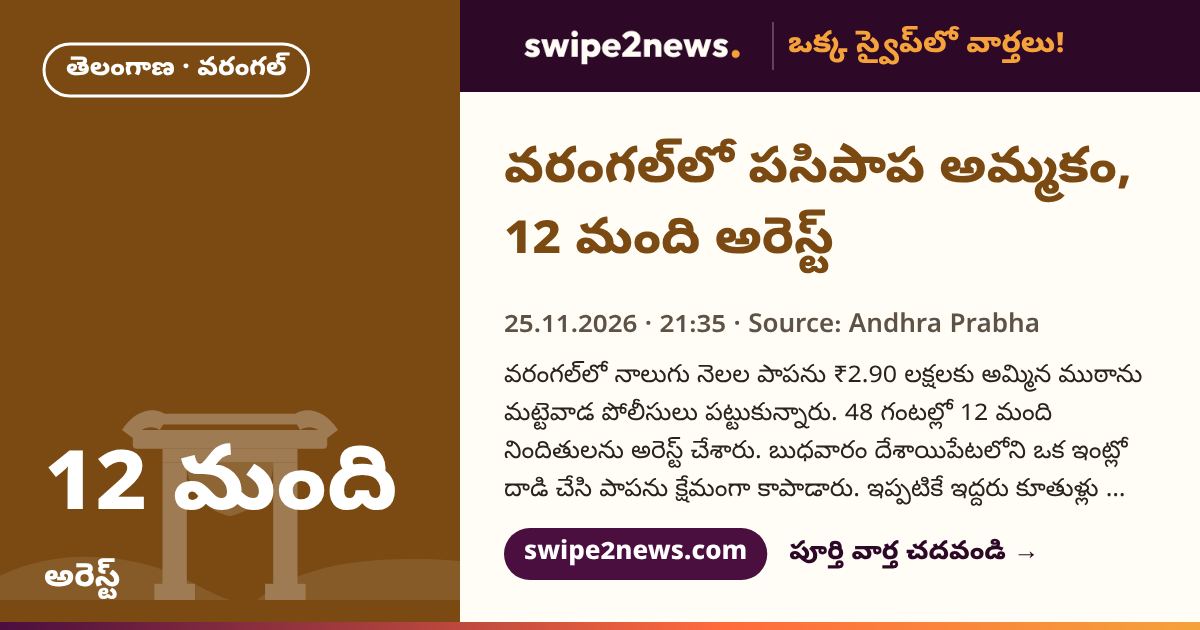 తెలంగాణ · వరంగల్
12 మంది
అరెస్ట్
swipe2news.
ఒక్క స్వైప్‌లో వార్తలు!
వరంగల్‌లో పసిపాప అమ్మకం,
12 మంది అరెస్ట్
25.11.2026 · 21:35 · Source: Andhra Prabha
వరంగల్‌లో నాలుగు నెలల పాపను ₹2.90 లక్షలకు అమ్మిన ముఠాను
మట్టెవాడ పోలీసులు పట్టుకున్నారు. 48 గంటల్లో 12 మంది
నిందితులను అరెస్ట్ చేశారు. బుధవారం దేశాయిపేటలోని ఒక ఇంట్లో
దాడి చేసి పాపను క్షేమంగా కాపాడారు. ఇప్పటికే ఇద్దరు కూతుళ్లు ...
swipe2news.com
పూర్తి వార్త చదవండి →